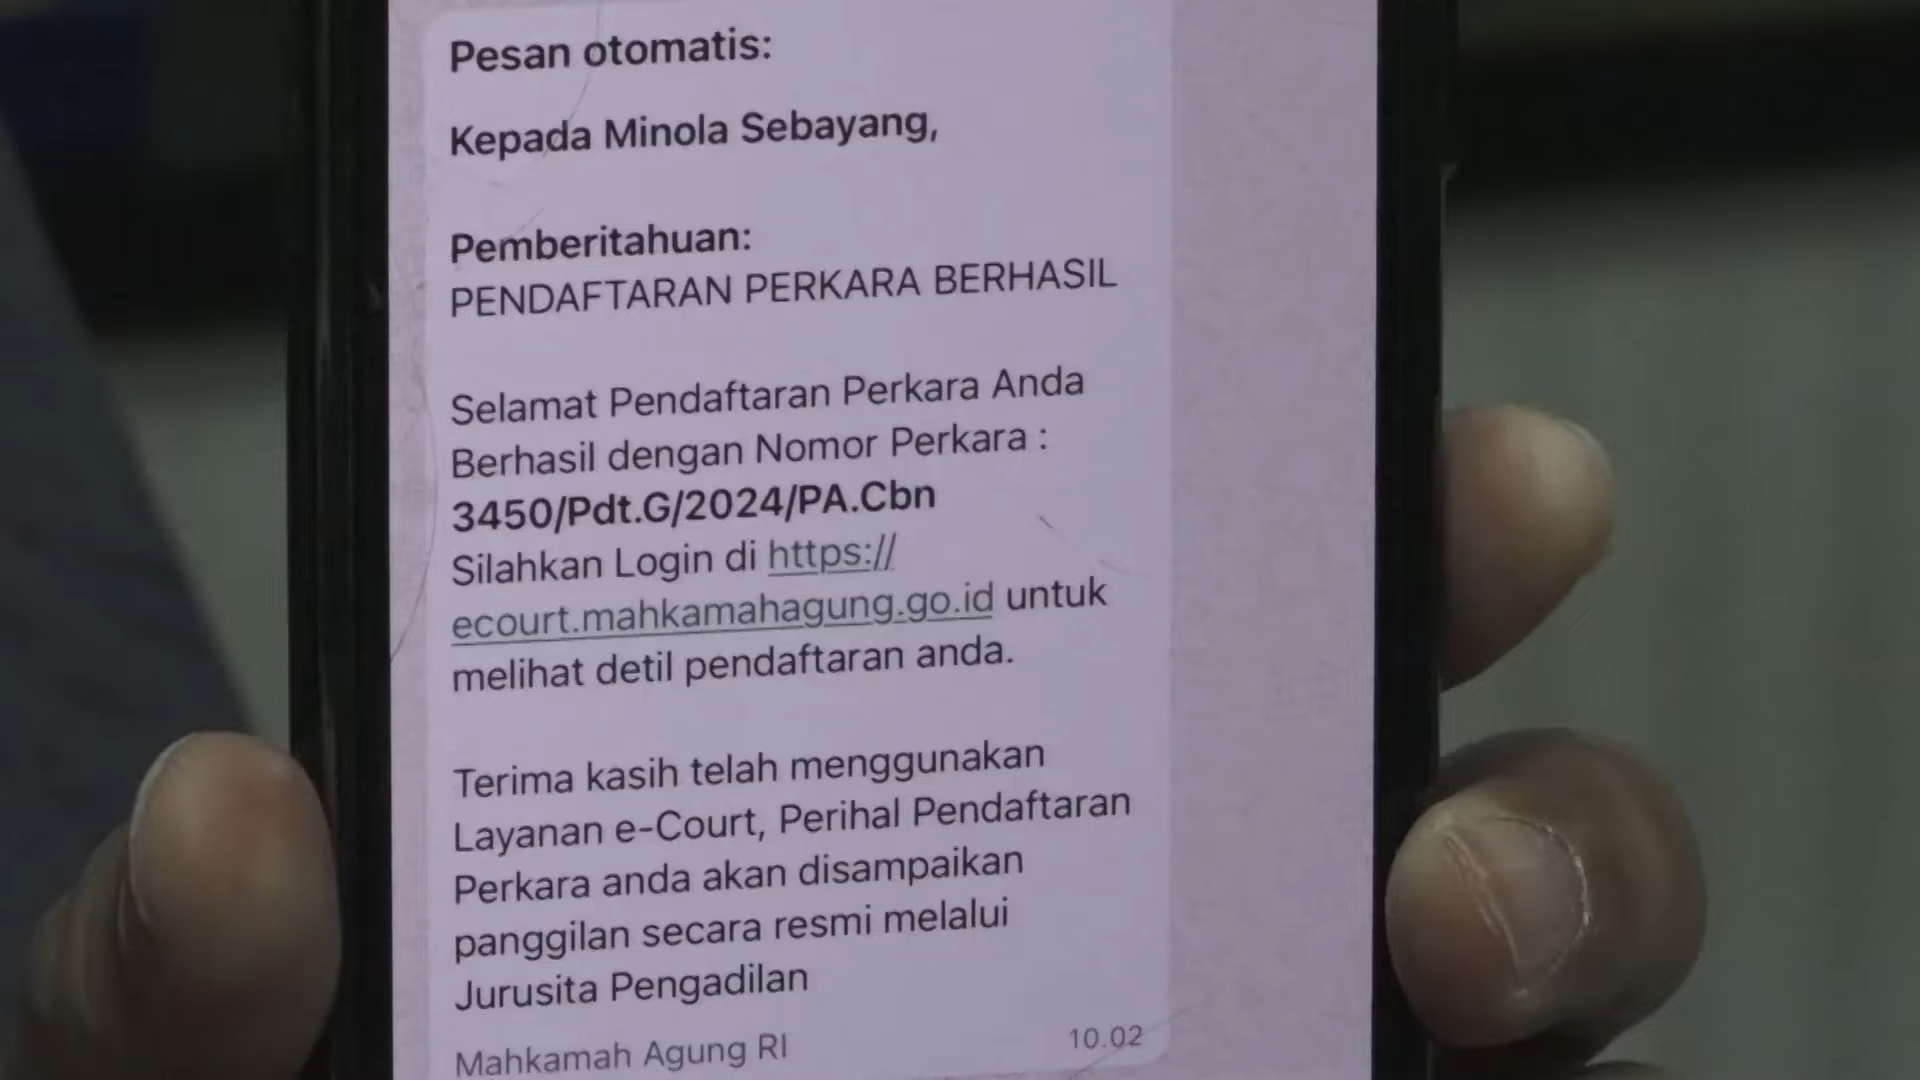 Pesan otomatis:
Kepada Minola Sebayang,
Pemberitahuan:
PENDAFTARAN PERKARA BERHASIL
Selamat Pendaftaran Perkara Anda
Berhasil dengan Nomor Perkara :
3450/Pdt.G/2024/PA.Cbn
Silahkan Login di https://
ecourt.mahkamahagung.go.id untuk
melihat detil pendaftaran anda.
Terima kasih telah menggunakan
Layanan e-Court, Perihal Pendaftaran
Perkara anda akan disampaikan
panggilan secara resmi melalui
Jurusita Pengadilan
Mahkamah Agung RI 10.02